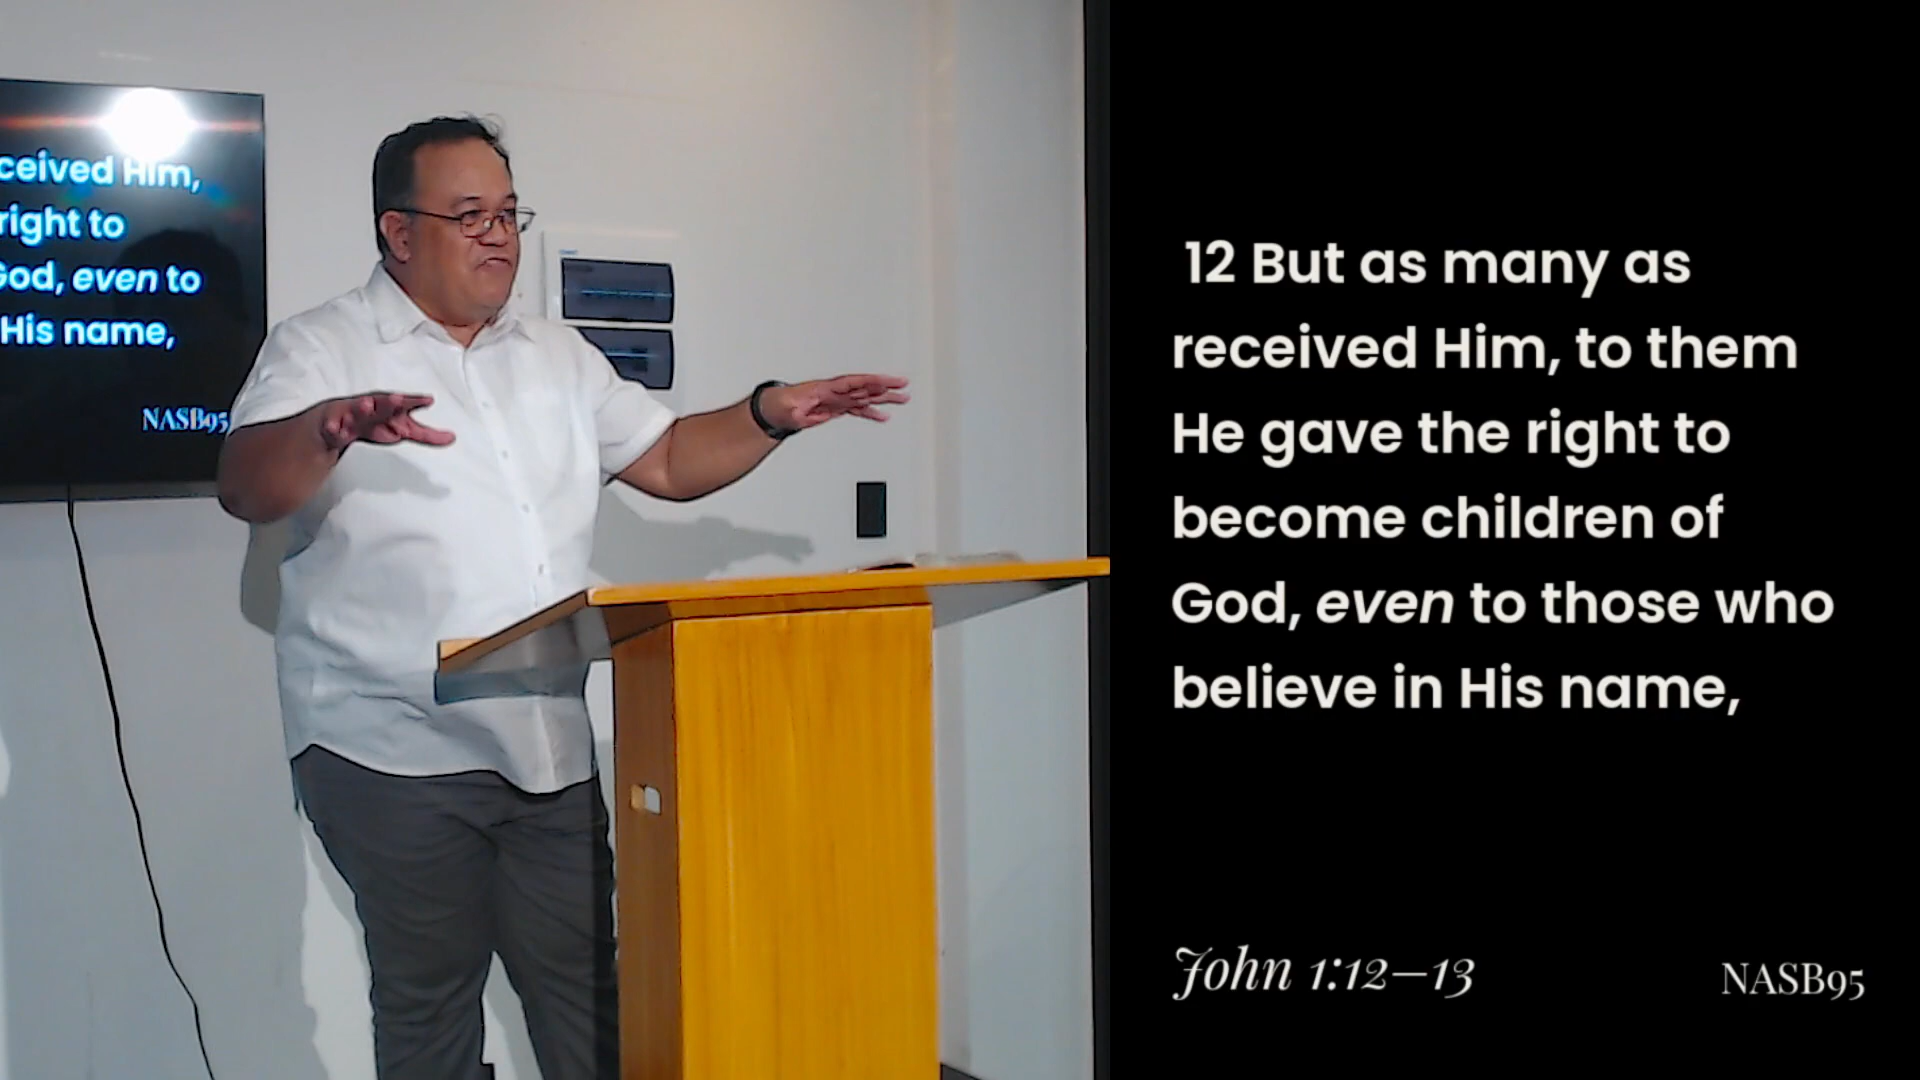 ceived Him,
right to
God, even to
His name,
NASB95
12 But as many as
received Him, to them
He gave the right to
become children of
God, even to those who
believe in His name,
John 1:12–13
NASB95